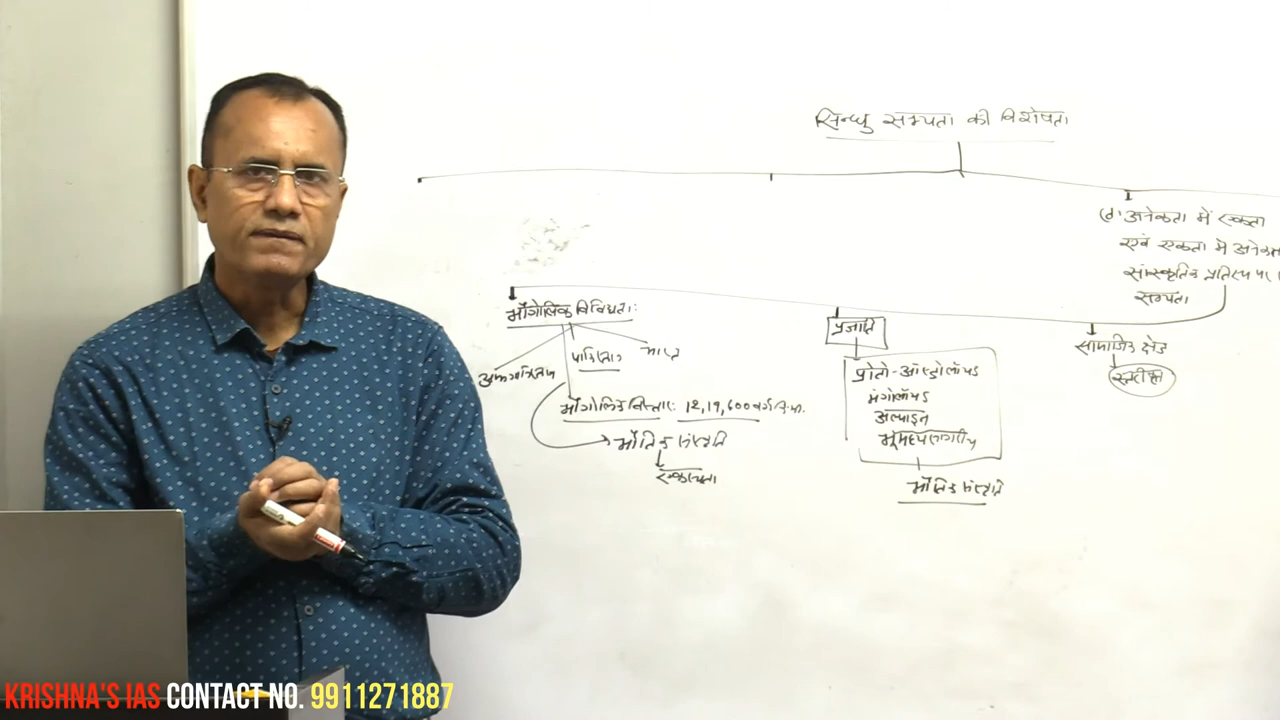 सिन्धु सभ्यता की विशेषता
(d) अनेकता में एकता
एवं एकता में अनेकता
सांस्कृतिक प्रतिरूप पर।
सभ्यता
भौगोलिक विविधता:
अफगानिस्तान
पाकिस्तान
भारत
भौगोलिक विस्तार: 12,19,600 वर्ग कि.मी.
भौतिक संस्कृति
एकरूपता
प्रजाति
प्रोटो-ऑस्ट्रोलॉयड
मंगोलॉयड
अल्पाइन
भूमध्यसागरीय
भौतिक संस्कृति
सामाजिक क्षेत्र
KRISHNA'S IAS CONTACT NO. 9911271887